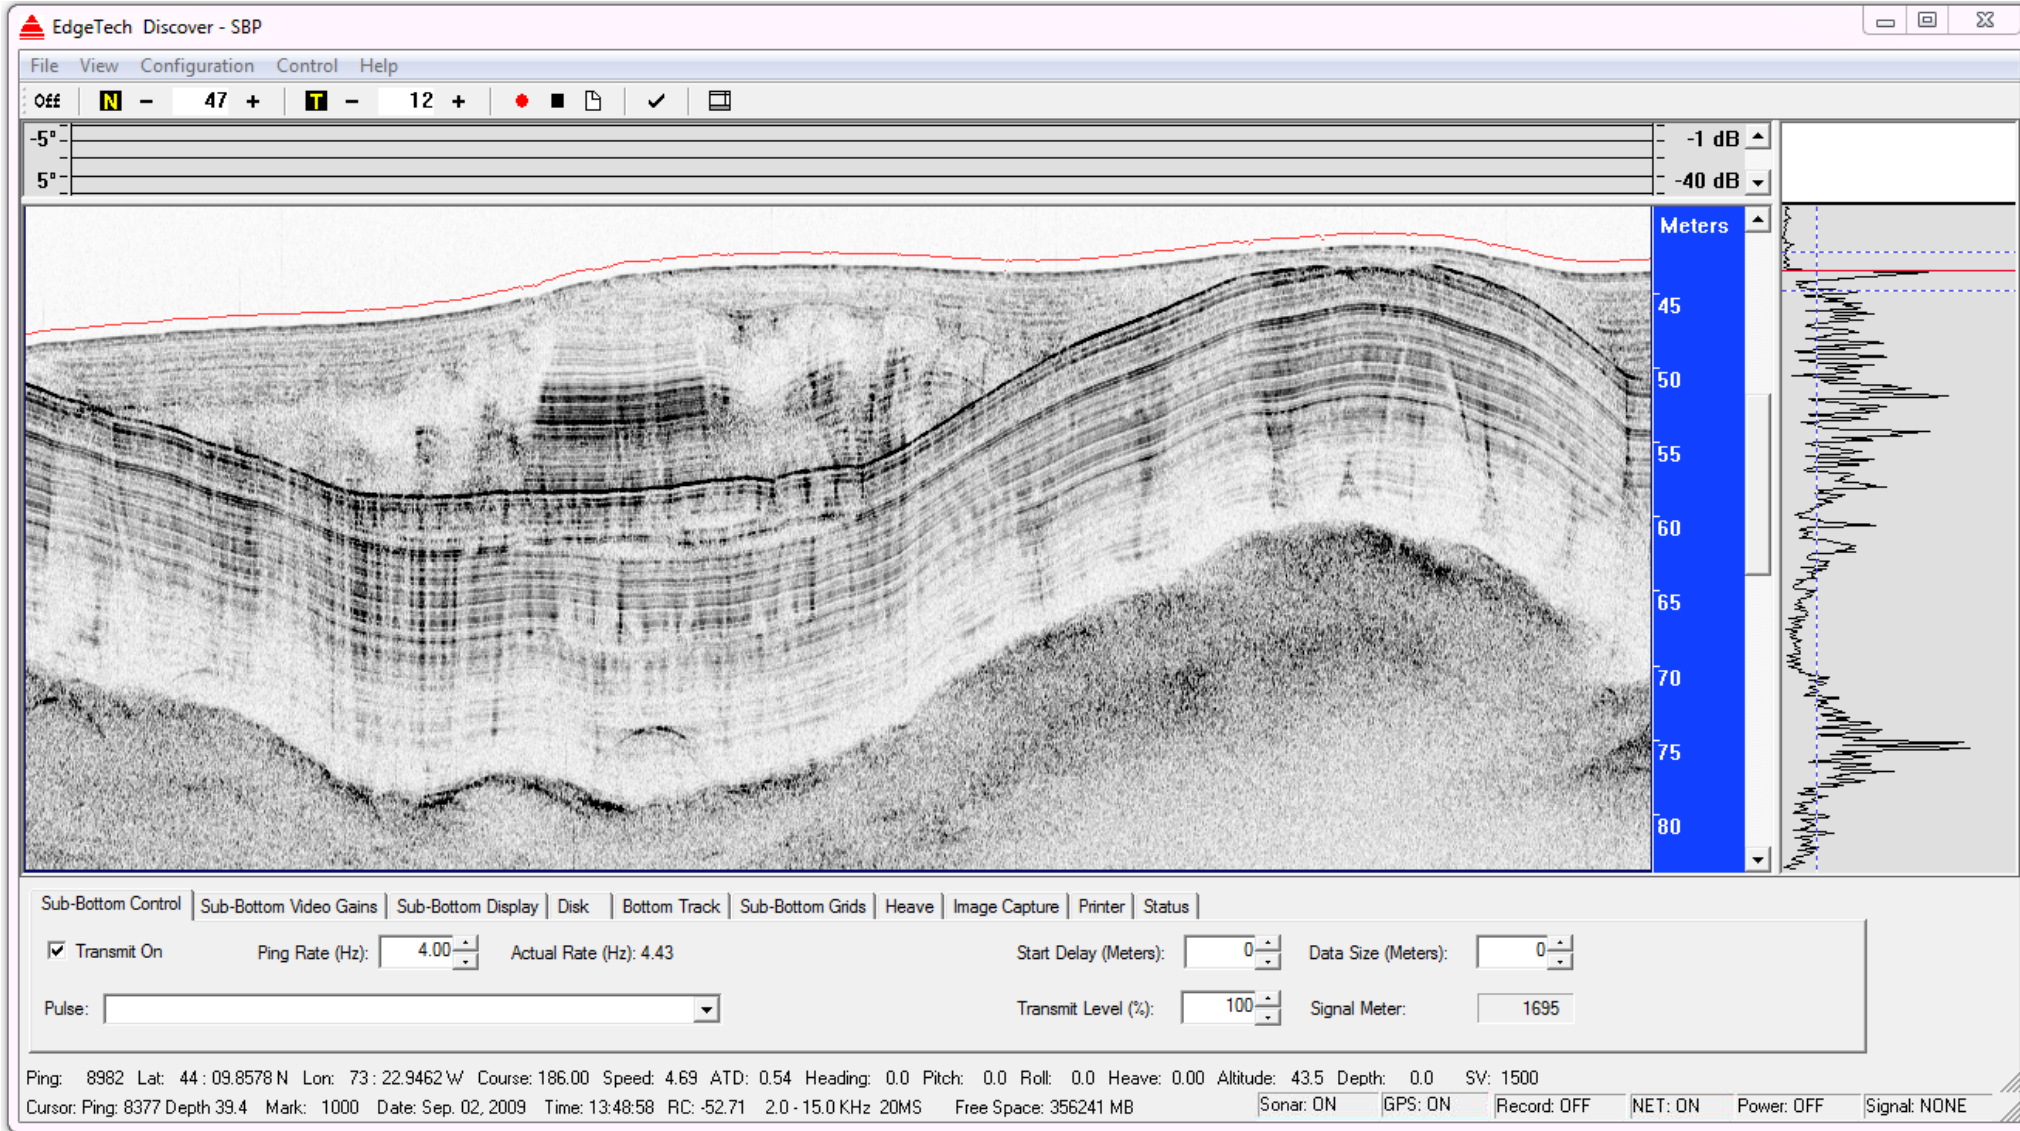 EdgeTech Discover - SBP
File View Configuration Control Help
Off N - 47 + T - 12 +
-5° -1 dB
5° -40 dB
Meters
45
50
55
60
65
70
75
80
Sub-Bottom Control Sub-Bottom Video Gains Sub-Bottom Display Disk Bottom Track Sub-Bottom Grids Heave Image Capture Printer Status
Transmit On Ping Rate (Hz): 4.00 Actual Rate (Hz): 4.43 Start Delay (Meters): 0 Data Size (Meters): 0
Pulse: Transmit Level (%): 100 Signal Meter: 1695
Ping: 8982 Lat: 44 : 09.8578 N Lon: 73 : 22.9462 W Course: 186.00 Speed: 4.69 ATD: 0.54 Heading: 0.0 Pitch: 0.0 Roll: 0.0 Heave: 0.00 Altitude: 43.5 Depth: 0.0 SV: 1500
Cursor: Ping: 8377 Depth 39.4 Mark: 1000 Date: Sep. 02, 2009 Time: 13:48:58 RC: -52.71 2.0 - 15.0 KHz 20MS Free Space: 356241 MB Sonar: ON GPS: ON Record: OFF NET: ON Power: OFF Signal: NONE